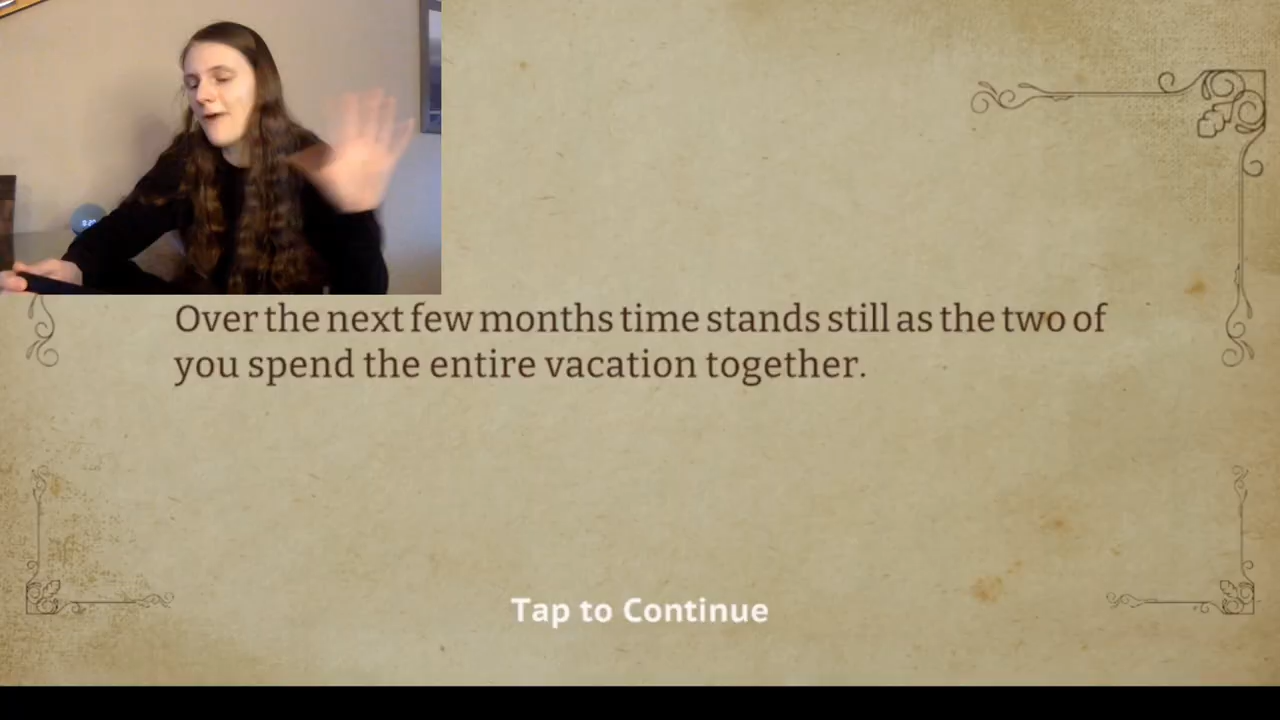 Over the next few months time stands still as the two of
you spend the entire vacation together.
Tap to Continue